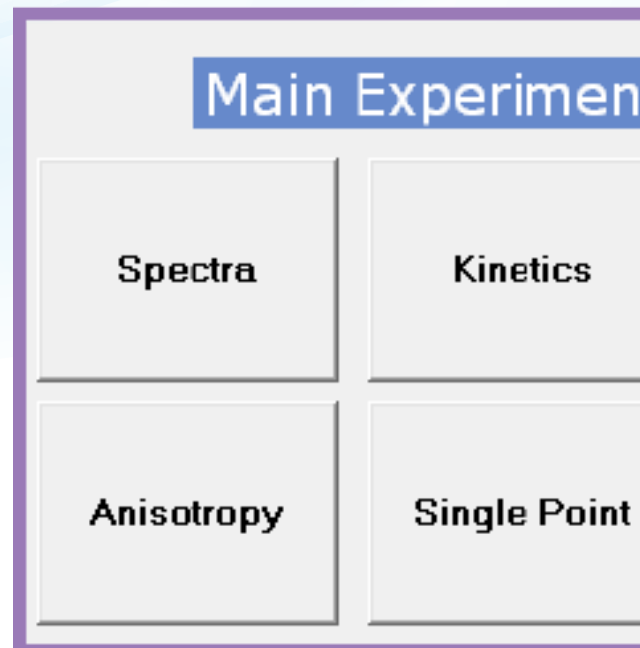 Main Experimen
Spectra
Kinetics
Anisotropy
Single Point